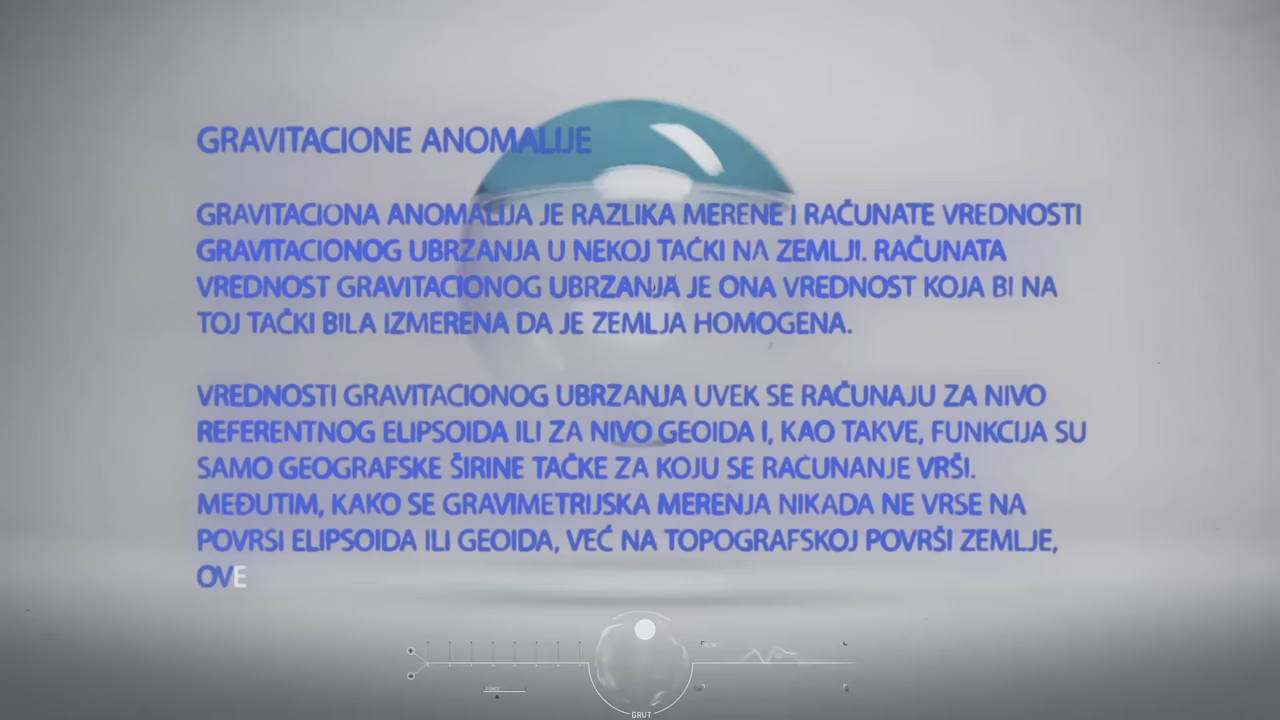 GRAVITACIONE ANOMALIJE
GRAVITACIONA ANOMALIJA JE RAZLIKA MERENE I RAČUNATE VREDNOSTI
GRAVITACIONOG UBRZANJA U NEKOJ TAČKI NA ZEMLJI. RAČUNATA
VREDNOST GRAVITACIONOG UBRZANJA JE ONA VREDNOST KOJA BI NA
TOJ TAČKI BILA IZMERENA DA JE ZEMLJA HOMOGENA.
VREDNOSTI GRAVITACIONOG UBRZANJA UVEK SE RAČUNAJU ZA NIVO
REFERENTNOG ELIPSOIDA ILI ZA NIVO GEOIDA I, KAO TAKVE, FUNKCIJA SU
SAMO GEOGRAFSKE ŠIRINE TAČKE ZA KOJU SE RAČUNANJE VRŠI.
MEĐUTIM, KAKO SE GRAVIMETRIJSKA MERENJA NIKADA NE VRSE NA
POVRSI ELIPSOIDA ILI GEOIDA, VEĆ NA TOPOGRAFSKOJ POVRŠI ZEMLJE,
OVE
GRVT